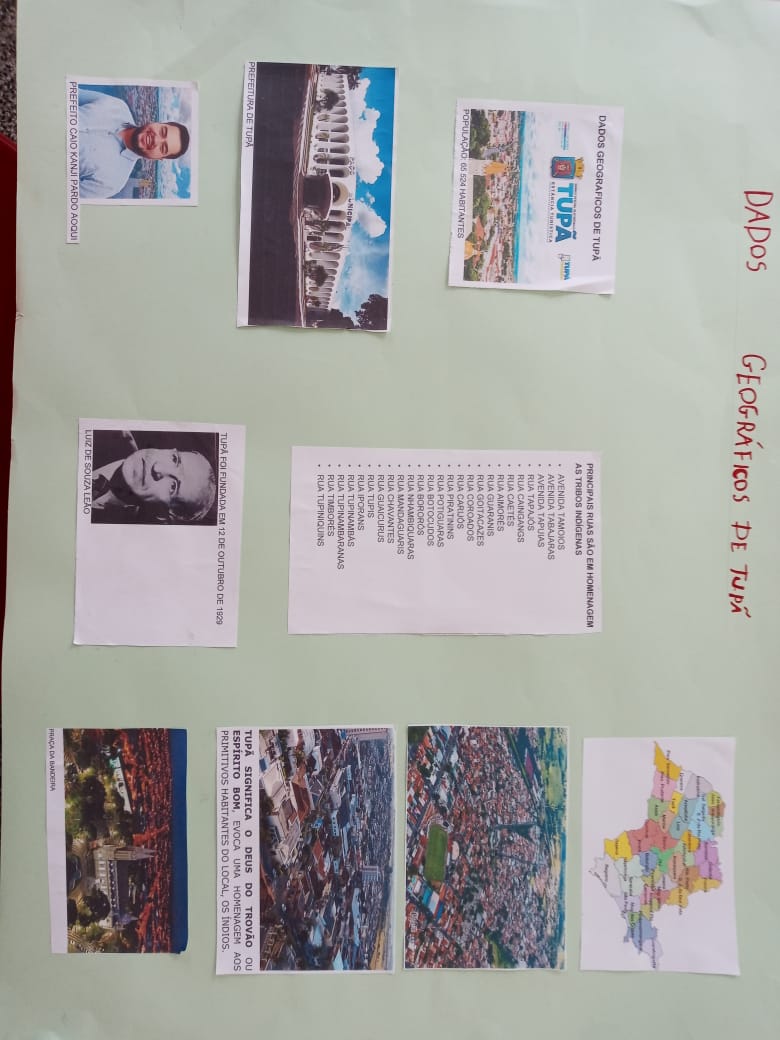 DADOS GEOGRÁFICOS DE TUPÃ
DADOS GEOGRAFICOS DE TUPÃ
TUPÃ
ESTÂNCIA TURÍSTICA
TUPÃ
POPULAÇÃO: 65 524 HABITANTES
PREFEITURA DE TUPÃ
PREFEITO CAIO KANJI PARDO AOQUI
PRINCIPAIS RUAS SÃO EM HOMENAGEM
AS TRIBOS INDÍGENAS
• AVENIDA TAMOIOS
• AVENIDA TABAJARAS
• AVENIDA TAPUIAS
• RUA TAPAJÓS
• RUA CAINGANGS
• RUA CAETÉS
• RUA AIMORÉS
• RUA GUARANIS
• RUA GOITACAZES
• RUA COROADOS
• RUA CARIJÓS
• RUA PIRATININS
• RUA POTIGUARAS
• RUA BOTOCUDOS
• RUA BORORÓS
• RUA NHAMBIQUARAS
• RUA MANDAGUARIS
• RUA CHAVANTES
• RUA GUAICURUS
• RUA TUPIS
• RUA IPORANS
• RUA TUPINAMBÁS
• RUA TUPINAMBARANAS
• RUA TIMBORÉS
• RUA TUPINIQUINS
TUPÃ FOI FUNDADA EM 12 DE OUTUBRO DE 1929
LUIZ DE SOUZA LEÃO
TUPÃ SIGNIFICA O DEUS DO TROVÃO OU
ESPÍRITO BOM, EVOCA UMA HOMENAGEM AOS
PRIMITIVOS HABITANTES DO LOCAL, OS ÍNDIOS.
PRAÇA DA BANDEIRA